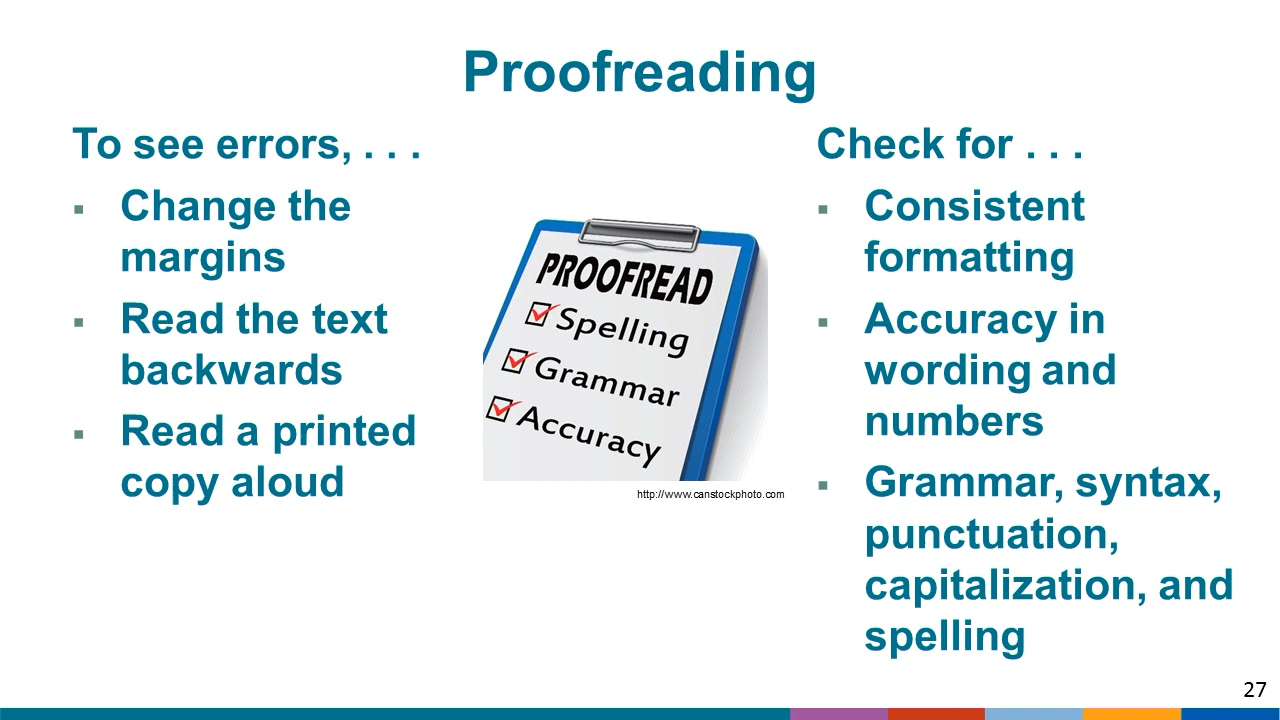 Proofreading
To see errors, . . .
▪ Change the
margins
▪ Read the text
backwards
▪ Read a printed
copy aloud
PROOFREAD
Spelling
Grammar
Accuracy
http://www.canstockphoto.com
Check for . . .
▪ Consistent
formatting
▪ Accuracy in
wording and
numbers
▪ Grammar, syntax,
punctuation,
capitalization, and
spelling
27